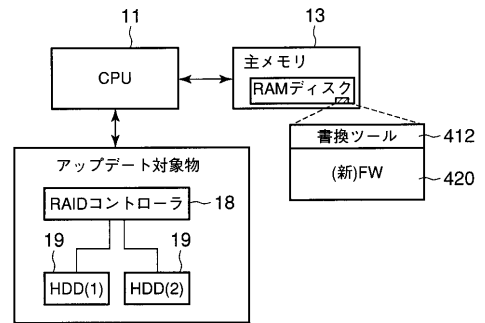 11
13
CPU
主メモリ
RAMディスク
書換ツール
412
(新)FW
420
アップデート対象物
RAIDコントローラ
18
19
19
HDD(1)
HDD(2)